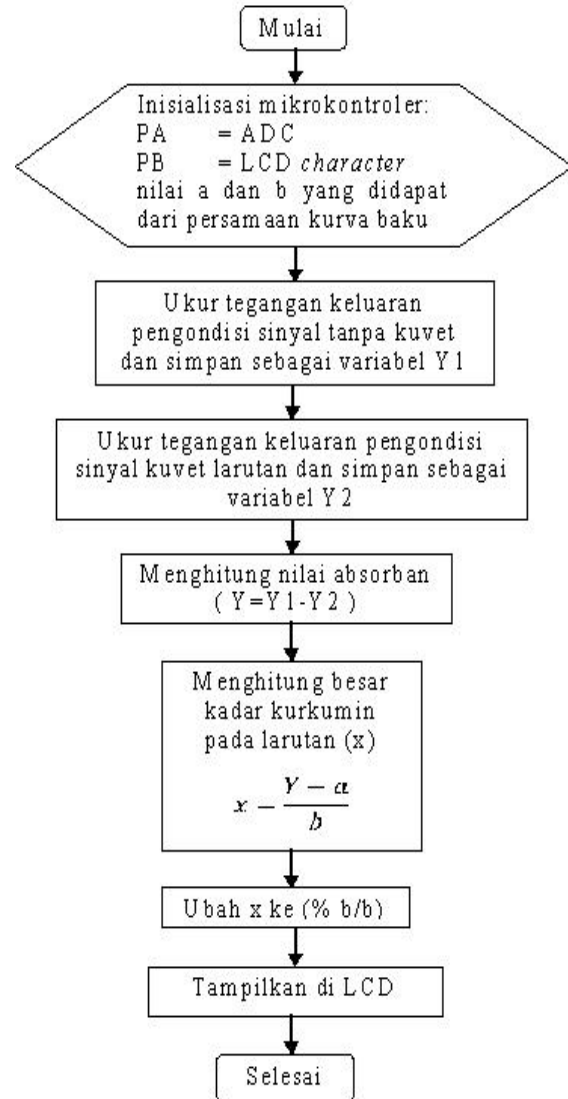 Mulai
Inisialisasi mikrokontroler:
PA = ADC
PB = LCD character
nilai a dan b yang didapat
dari persamaan kurva baku
Ukur tegangan keluaran
pengondisi sinyal tanpa kuvet
dan simpan sebagai variabel Y1
Ukur tegangan keluaran pengondisi
sinyal kuvet larutan dan simpan sebagai
variabel Y2
Menghitung nilai absorban
( Y=Y1-Y2 )
Menghitung besar
kadar kurkumin
pada larutan (x)
x − (Y − a) / b
Ubah x ke (% b/b)
Tampilkan di LCD
Selesai